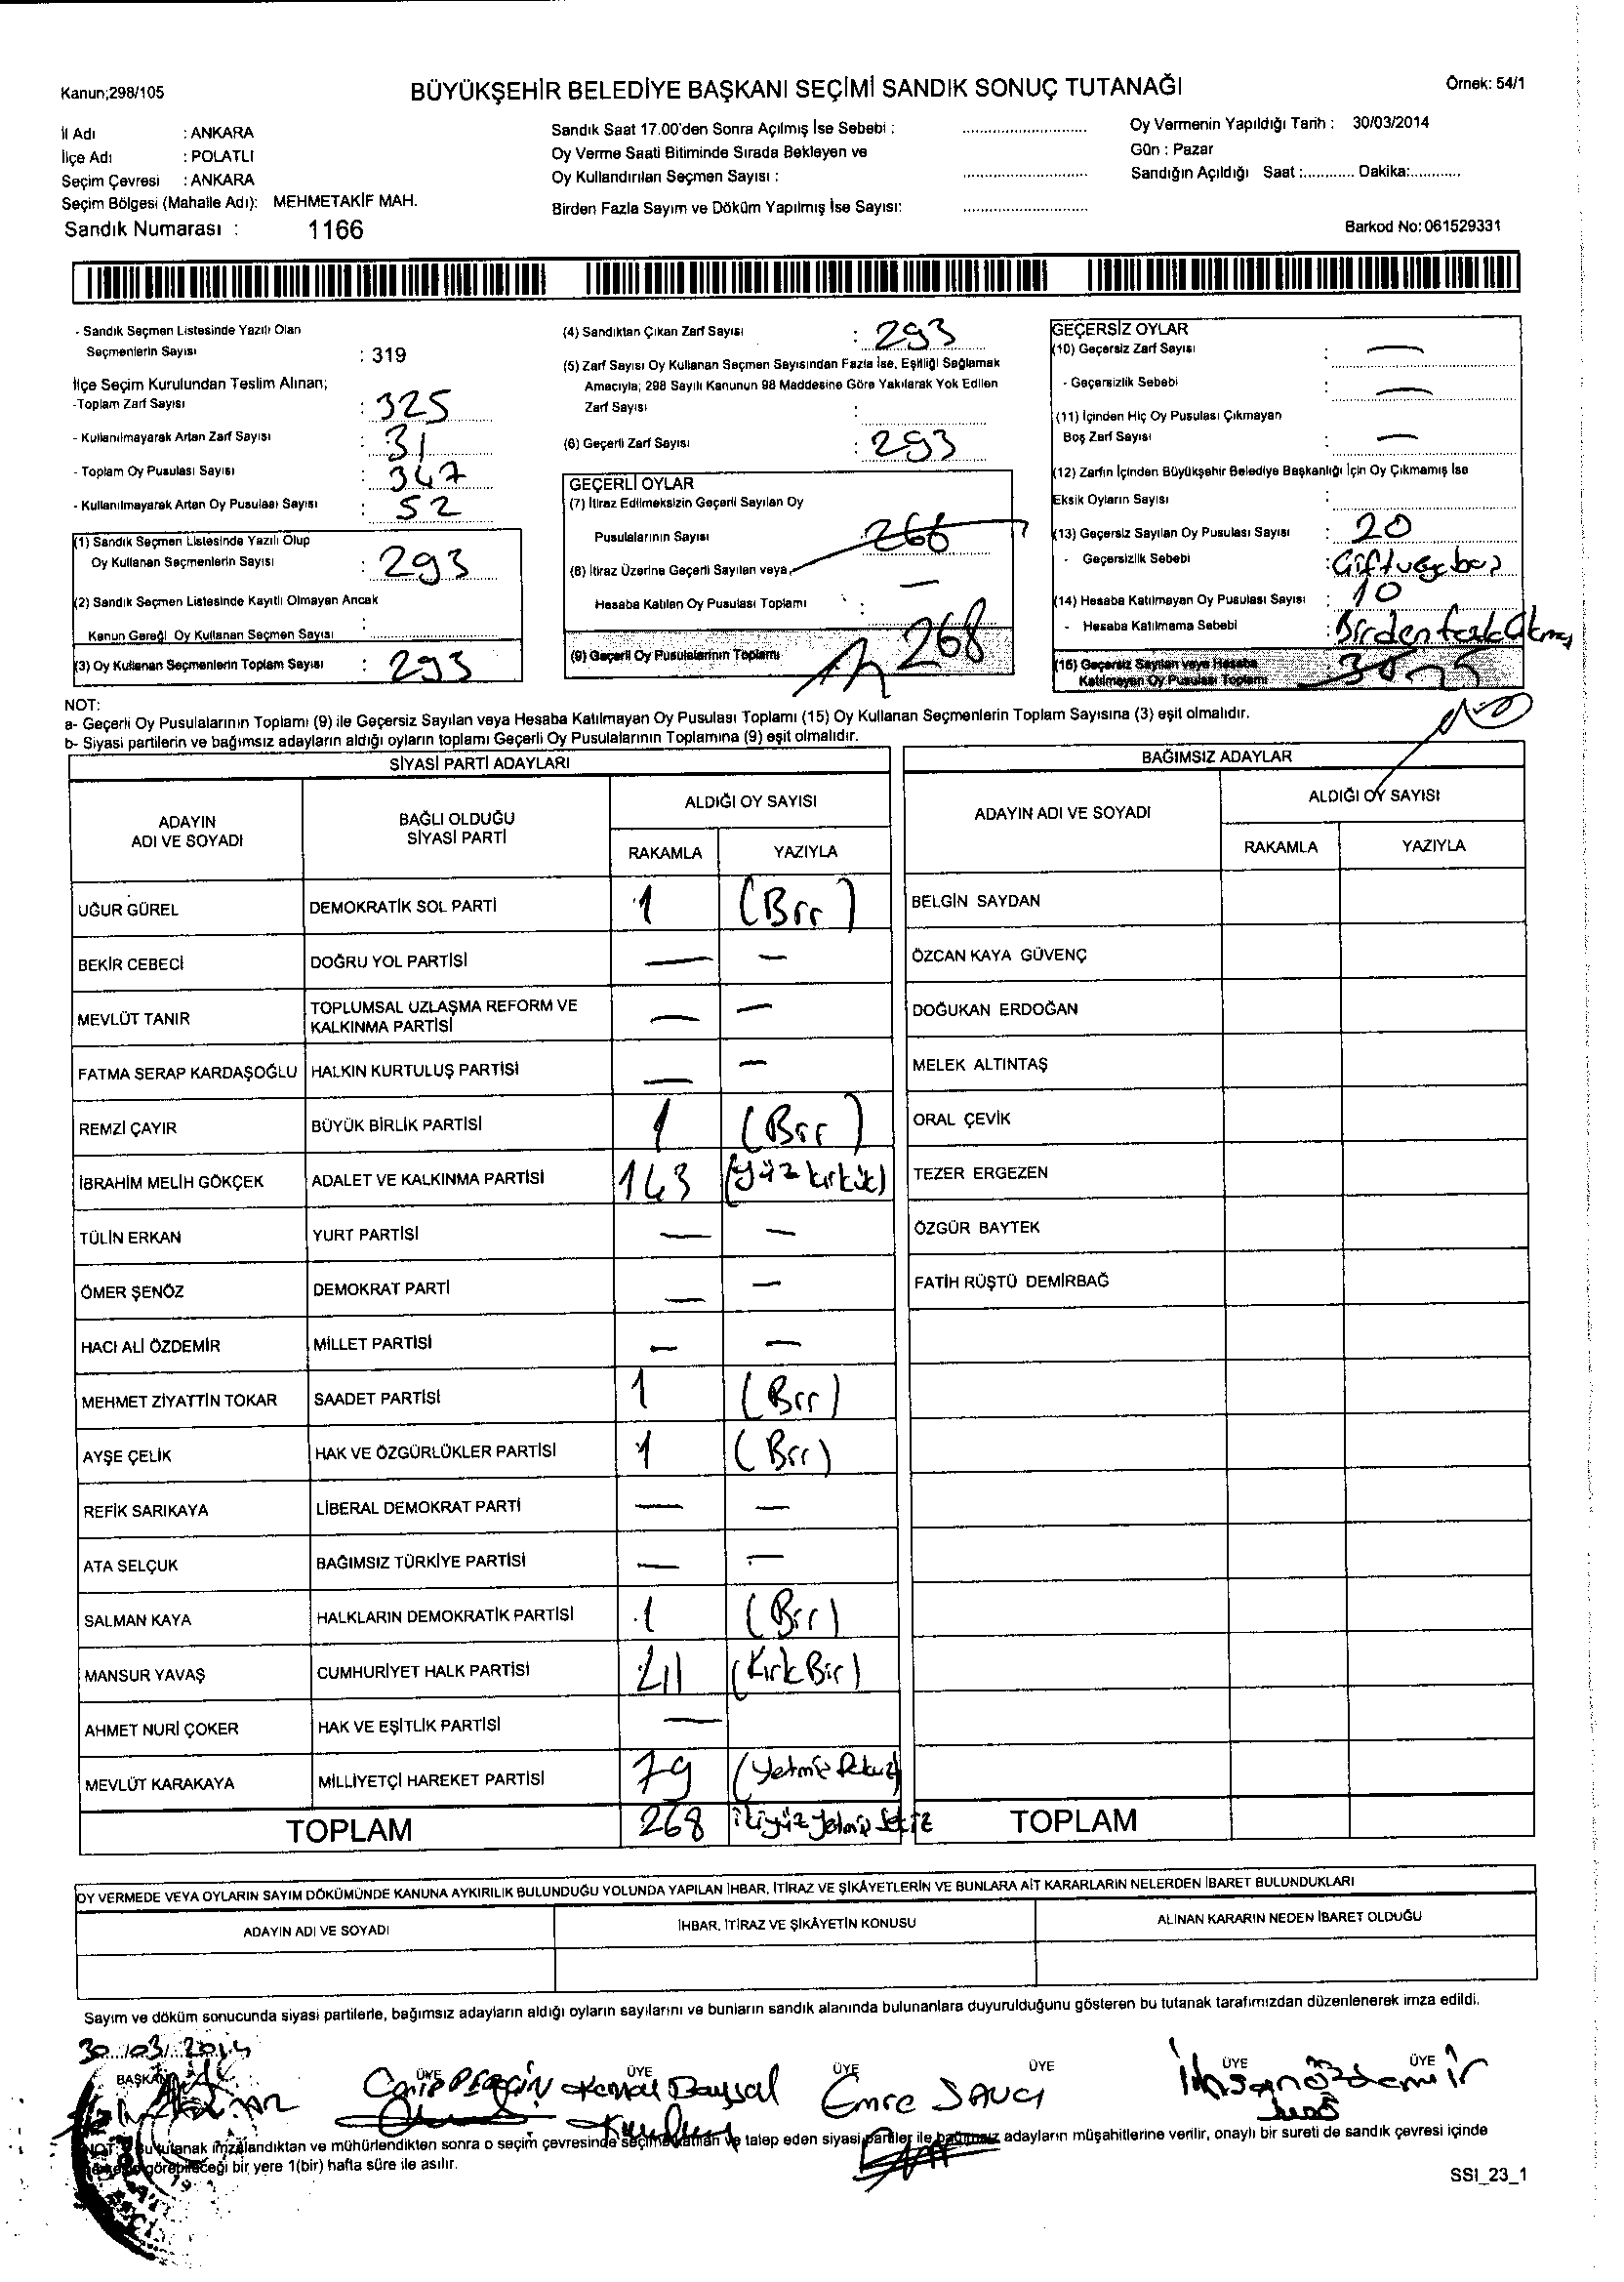 Kanun;298/105
BÜYÜKŞEHİR BELEDİYE BAŞKANI SEÇİMİ SANDIK SONUÇ TUTANAĞI
Örnek: 54/1
İl Adı : ANKARA
İlçe Adı : POLATLI
Seçim Çevresi : ANKARA
Seçim Bölgesi (Mahalle Adı): MEHMETAKİF MAH.
Sandık Numarası : 1166
Sandık Saat 17.00'den Sonra Açılmış İse Sebebi :
Oy Verme Saati Bitiminde Sırada Bekleyen ve
Oy Kullandırılan Seçmen Sayısı :
Birden Fazla Sayım ve Döküm Yapılmış İse Sayısı:
Oy Vermenin Yapıldığı Tarih : 30/03/2014
Gün : Pazar
Sandığın Açıldığı Saat :............ Dakika:............
Barkod No: 061529331
- Sandık Seçmen Listesinde Yazılı Olan
Seçmenlerin Sayısı : 319
İlçe Seçim Kurulundan Teslim Alınan;
-Toplam Zarf Sayısı : 325
- Kullanılmayarak Artan Zarf Sayısı : 31
- Toplam Oy Pusulası Sayısı : 347
- Kullanılmayarak Artan Oy Pusulası Sayısı : 52
(1) Sandık Seçmen Listesinde Yazılı Olup
Oy Kullanan Seçmenlerin Sayısı : 293
(2) Sandık Seçmen Listesinde Kayıtlı Olmayan Ancak
Kanun Gereği Oy Kullanan Seçmen Sayısı :
(3) Oy Kullanan Seçmenlerin Toplam Sayısı : 293
(4) Sandıktan Çıkan Zarf Sayısı : 293
(5) Zarf Sayısı Oy Kullanan Seçmen Sayısından Fazla İse, Eşitliği Sağlamak
Amacıyla; 298 Sayılı Kanunun 98 Maddesine Göre Yakılarak Yok Edilen
Zarf Sayısı :
(6) Geçerli Zarf Sayısı : 293
GEÇERLİ OYLAR
(7) İtiraz Edilmeksizin Geçerli Sayılan Oy
Pusulalarının Sayısı 266
(8) İtiraz Üzerine Geçerli Sayılan veya
Hesaba Katılan Oy Pusulası Toplamı : —
(9) Geçerli Oy Pusulalarının Toplamı 268
GEÇERSİZ OYLAR
(10) Geçersiz Zarf Sayısı : —
- Geçersizlik Sebebi : —
(11) İçinden Hiç Oy Pusulası Çıkmayan
Boş Zarf Sayısı : —
(12) Zarfın İçinden Büyükşehir Belediye Başkanlığı İçin Oy Çıkmamış İse
Eksik Oyların Sayısı :
(13) Geçersiz Sayılan Oy Pusulası Sayısı : 20
- Geçersizlik Sebebi :
(14) Hesaba Katılmayan Oy Pusulası Sayısı : 10
- Hesaba Katılmama Sebebi : Birden fazla
(15) Geçersiz Sayılan veya Hesaba
Katılmayan Oy Pusulası Toplamı 30 25
NOT:
a- Geçerli Oy Pusulalarının Toplamı (9) ile Geçersiz Sayılan veya Hesaba Katılmayan Oy Pusulası Toplamı (15) Oy Kullanan Seçmenlerin Toplam Sayısına (3) eşit olmalıdır.
b- Siyasi partilerin ve bağımsız adayların aldığı oyların toplamı Geçerli Oy Pusulalarının Toplamına (9) eşit olmalıdır.
SİYASİ PARTİ ADAYLARI
ADAYIN ADI VE SOYADI
BAĞLI OLDUĞU SİYASİ PARTİ
ALDIĞI OY SAYISI
RAKAMLA YAZIYLA
UĞUR GÜREL DEMOKRATİK SOL PARTİ 1 (Bir)
BEKİR CEBECİ DOĞRU YOL PARTİSİ — —
MEVLÜT TANIR TOPLUMSAL UZLAŞMA REFORM VE KALKINMA PARTİSİ — —
FATMA SERAP KARDAŞOĞLU HALKIN KURTULUŞ PARTİSİ — —
REMZİ ÇAYIR BÜYÜK BİRLİK PARTİSİ 1 (Bir)
İBRAHİM MELİH GÖKÇEK ADALET VE KALKINMA PARTİSİ 143 (yüz kırk üç)
TÜLİN ERKAN YURT PARTİSİ — —
ÖMER ŞENÖZ DEMOKRAT PARTİ — —
HACI ALİ ÖZDEMİR MİLLET PARTİSİ — —
MEHMET ZİYATTİN TOKAR SAADET PARTİSİ 1 (Bir)
AYŞE ÇELİK HAK VE ÖZGÜRLÜKLER PARTİSİ 1 (Bir)
REFİK SARIKAYA LİBERAL DEMOKRAT PARTİ — —
ATA SELÇUK BAĞIMSIZ TÜRKİYE PARTİSİ — —
SALMAN KAYA HALKLARIN DEMOKRATİK PARTİSİ 1 (Bir)
MANSUR YAVAŞ CUMHURİYET HALK PARTİSİ 41 (Kırk Bir)
AHMET NURİ ÇOKER HAK VE EŞİTLİK PARTİSİ —
MEVLÜT KARAKAYA MİLLİYETÇİ HAREKET PARTİSİ 79 (Yetmiş Dokuz)
TOPLAM 268 ikiyüz yetmiş sekiz
BAĞIMSIZ ADAYLAR
ADAYIN ADI VE SOYADI
ALDIĞI OY SAYISI
RAKAMLA YAZIYLA
BELGİN SAYDAN
ÖZCAN KAYA GÜVENÇ
DOĞUKAN ERDOĞAN
MELEK ALTINTAŞ
ORAL ÇEVİK
TEZER ERGEZEN
ÖZGÜR BAYTEK
FATİH RÜŞTÜ DEMİRBAĞ
TOPLAM
OY VERMEDE VEYA OYLARIN SAYIM DÖKÜMÜNDE KANUNA AYKIRILIK BULUNDUĞU YOLUNDA YAPILAN İHBAR, İTİRAZ VE ŞİKÂYETLERİN VE BUNLARA AİT KARARLARIN NELERDEN İBARET BULUNDUKLARI
ADAYIN ADI VE SOYADI İHBAR, İTİRAZ VE ŞİKÂYETİN KONUSU ALINAN KARARIN NEDEN İBARET OLDUĞU
Sayım ve döküm sonucunda siyasi partilerle, bağımsız adayların aldığı oyların sayılarını ve bunların sandık alanında bulunanlara duyurulduğunu gösteren bu tutanak tarafımızdan düzenlenerek imza edildi.
30/03/2014
BAŞKAN ÜYE ÜYE ÜYE ÜYE ÜYE ÜYE
Kemal Baysal Emre SAVCI İhsan Özdemir
NOT: Bu tutanak imzalandıktan ve mühürlendikten sonra o seçim çevresinde seçime katılan ve talep eden siyasi partiler ile bağımsız adayların müşahitlerine verilir, onaylı bir sureti de sandık çevresi içinde
görebileceği bir yere 1(bir) hafta süre ile asılır.
SSI_23_1